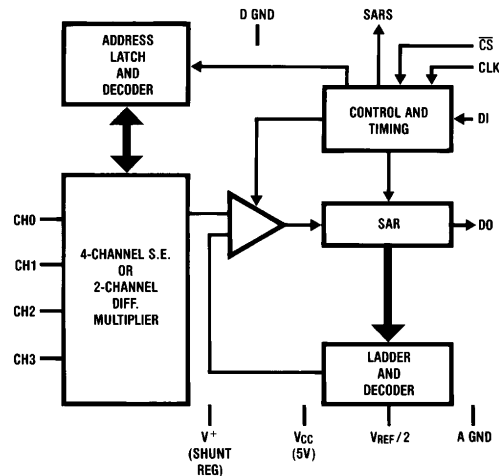 D GND
SARS
CS
CLK
ADDRESS
LATCH
AND
DECODER
CONTROL AND
TIMING
DI
CH0
CH1
CH2
CH3
4-CHANNEL S.E.
OR
2-CHANNEL
DIFF.
MULTIPLIER
SAR
DO
LADDER
AND
DECODER
V+
(SHUNT
REG)
VCC
(5V)
VREF/2
A GND